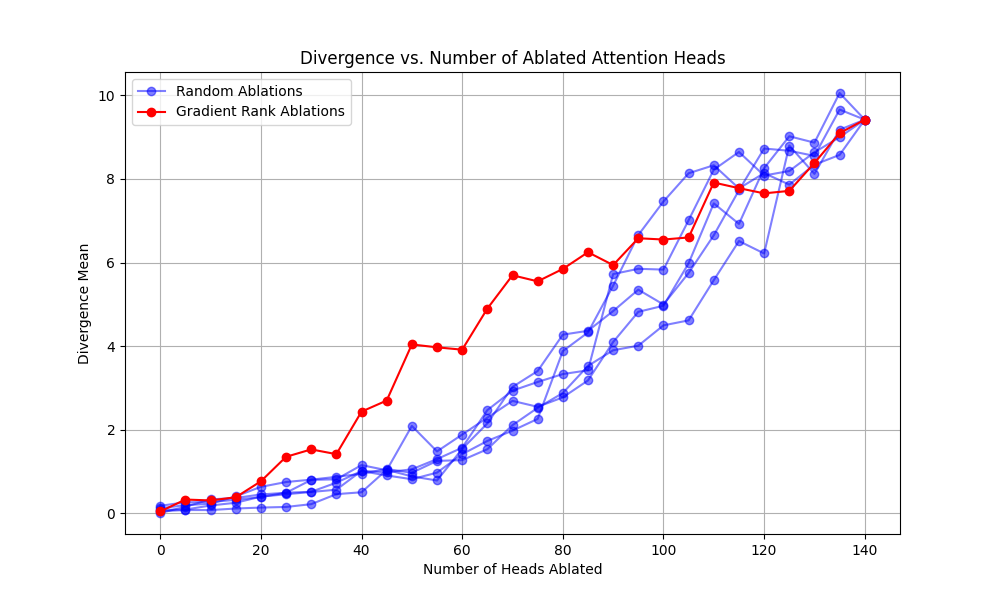 Divergence vs. Number of Ablated Attention Heads
Random Ablations
Gradient Rank Ablations
10
8
6
4
2
0
Divergence Mean
0 20 40 60 80 100 120 140
Number of Heads Ablated